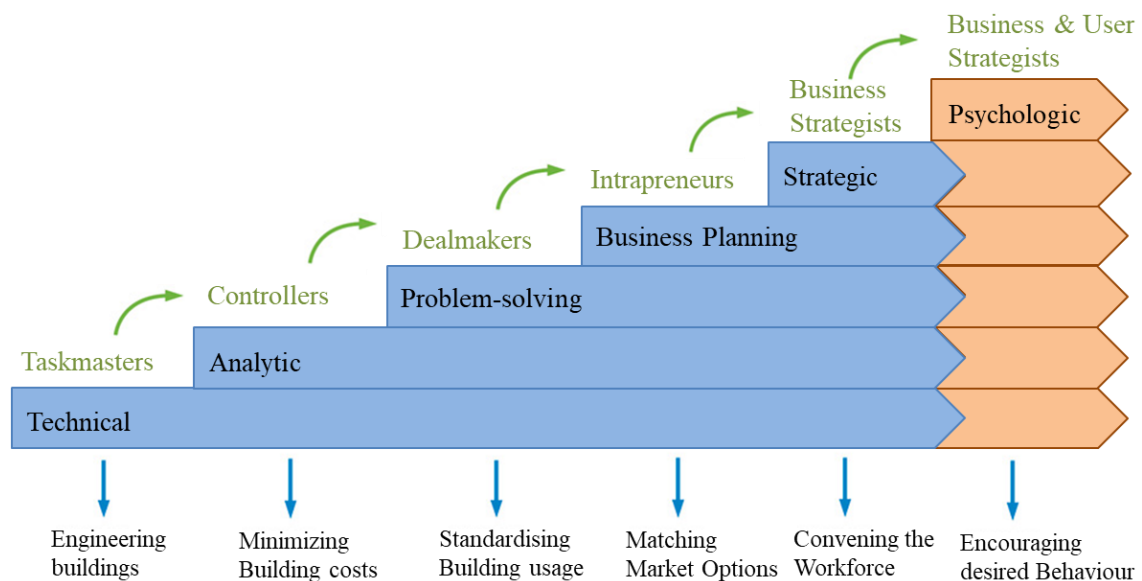 Business & User
Strategists
Psychologic
Business
Strategists
Strategic
Intrapreneurs
Business Planning
Dealmakers
Problem-solving
Controllers
Analytic
Taskmasters
Technical
Engineering
buildings
Minimizing
Building costs
Standardising
Building usage
Matching
Market Options
Convening the
Workforce
Encouraging
desired Behaviour